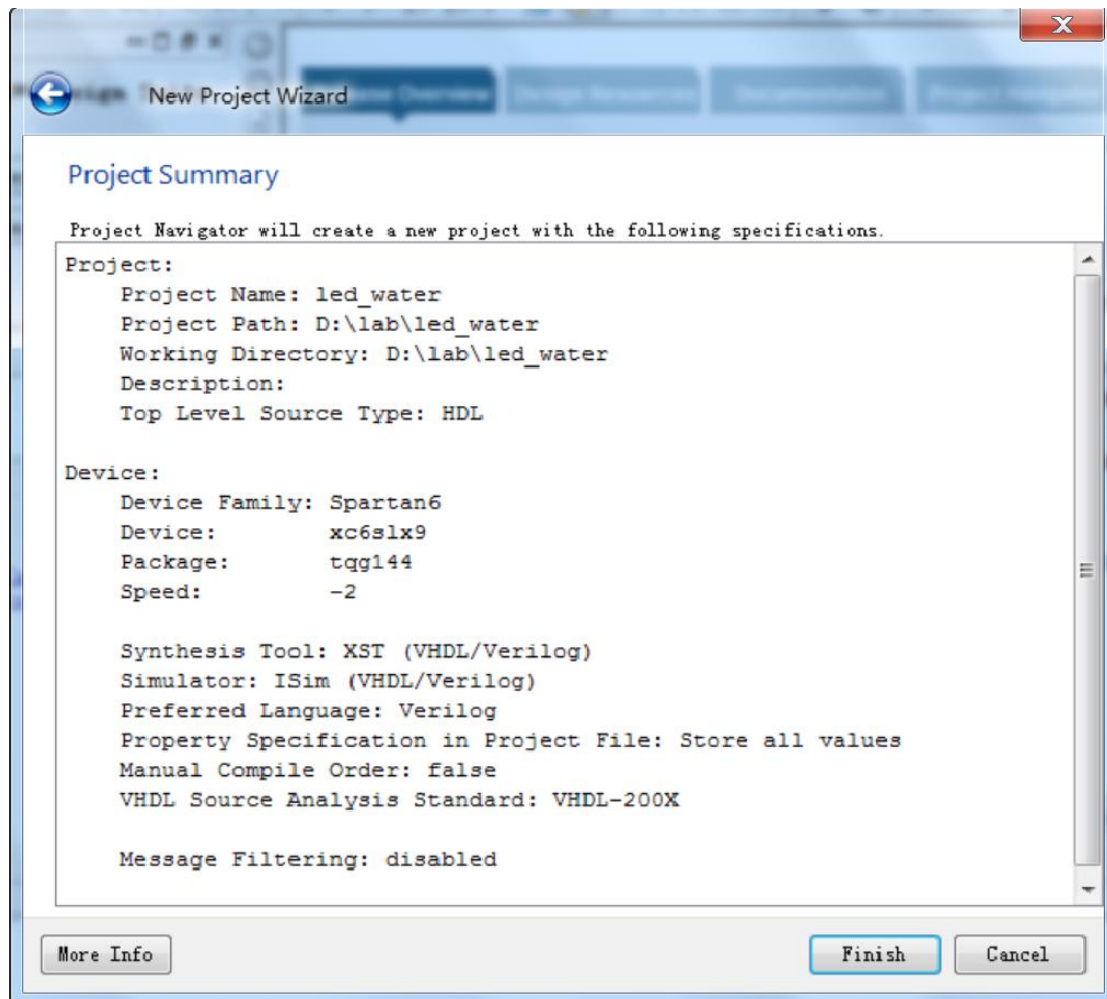 New Project Wizard
Project Summary
Project Navigator will create a new project with the following specifications.
Project:
Project Name: led_water
Project Path: D:\lab\led_water
Working Directory: D:\lab\led_water
Description:
Top Level Source Type: HDL
Device:
Device Family: Spartan6
Device: xc6slx9
Package: tqg144
Speed: -2
Synthesis Tool: XST (VHDL/Verilog)
Simulator: ISim (VHDL/Verilog)
Preferred Language: Verilog
Property Specification in Project File: Store all values
Manual Compile Order: false
VHDL Source Analysis Standard: VHDL-200X
Message Filtering: disabled
More Info
Finish
Cancel